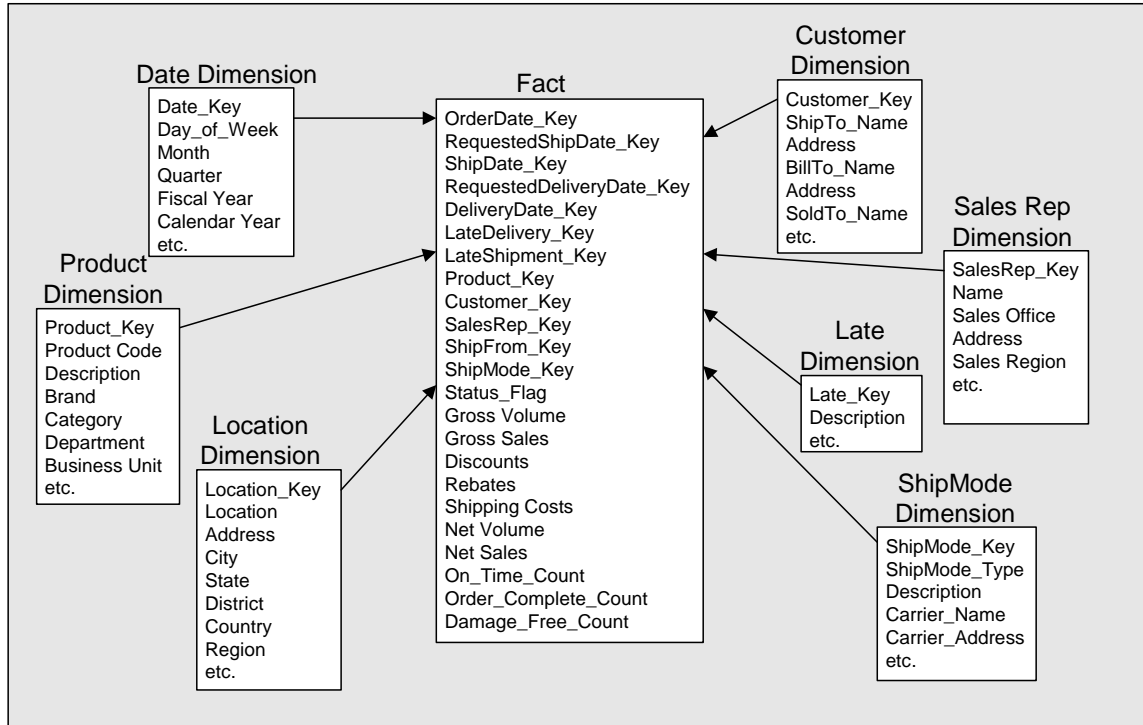 Date Dimension
Date_Key
Day_of_Week
Month
Quarter
Fiscal Year
Calendar Year
etc.
Product
Dimension
Product_Key
Product Code
Description
Brand
Category
Department
Business Unit
etc.
Location
Dimension
Location_Key
Location
Address
City
State
District
Country
Region
etc.
Fact
OrderDate_Key
RequestedShipDate_Key
ShipDate_Key
RequestedDeliveryDate_Key
DeliveryDate_Key
LateDelivery_Key
LateShipment_Key
Product_Key
Customer_Key
SalesRep_Key
ShipFrom_Key
ShipMode_Key
Status_Flag
Gross Volume
Gross Sales
Discounts
Rebates
Shipping Costs
Net Volume
Net Sales
On_Time_Count
Order_Complete_Count
Damage_Free_Count
Customer
Dimension
Customer_Key
ShipTo_Name
Address
BillTo_Name
Address
SoldTo_Name
etc.
Sales Rep
Dimension
SalesRep_Key
Name
Sales Office
Address
Sales Region
etc.
Late
Dimension
Late_Key
Description
etc.
ShipMode
Dimension
ShipMode_Key
ShipMode_Type
Description
Carrier_Name
Carrier_Address
etc.